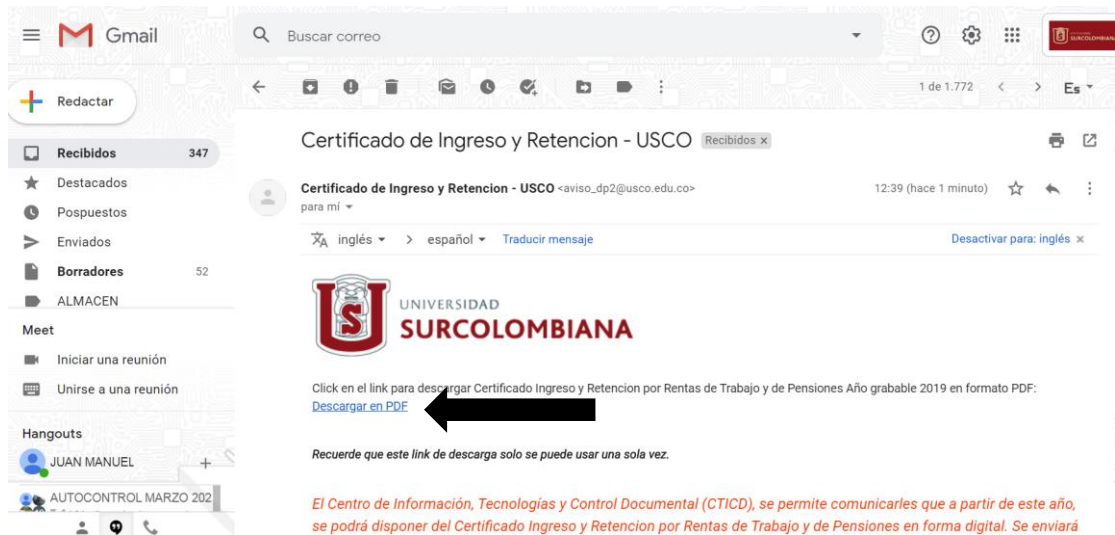 Gmail
Buscar correo
SURCOLOMBIANA
Redactar
1 de 1.772
Es
Recibidos 347
Destacados
Pospuestos
Enviados
Borradores 52
ALMACEN
Meet
Iniciar una reunión
Unirse a una reunión
Hangouts
JUAN MANUEL
AUTOCONTROL MARZO 202
Certificado de Ingreso y Retencion - USCO Recibidos x
Certificado de Ingreso y Retencion - USCO <aviso_dp2@usco.edu.co> 12:39 (hace 1 minuto)
para mí
inglés > español Traducir mensaje Desactivar para: inglés x
US
UNIVERSIDAD
SURCOLOMBIANA
Click en el link para descargar Certificado Ingreso y Retencion por Rentas de Trabajo y de Pensiones Año grabable 2019 en formato PDF:
Descargar en PDF
Recuerde que este link de descarga solo se puede usar una sola vez.
El Centro de Información, Tecnologías y Control Documental (CTICD), se permite comunicarles que a partir de este año,
se podrá disponer del Certificado Ingreso y Retencion por Rentas de Trabajo y de Pensiones en forma digital. Se enviará